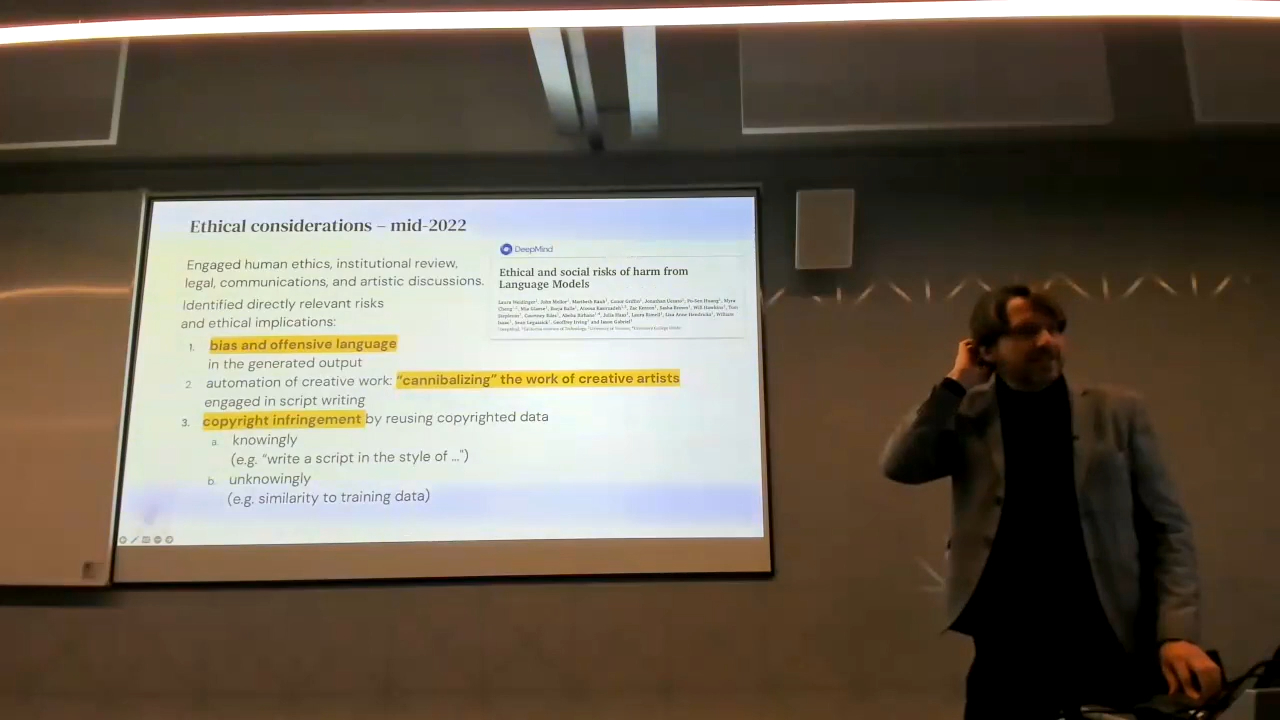 Ethical considerations – mid-2022
Engaged human ethics, institutional review,
legal, communications, and artistic discussions.
Identified directly relevant risks
and ethical implications:
1. bias and offensive language
in the generated output
2 automation of creative work: “cannibalizing” the work of creative artists
engaged in script writing
3. copyright infringement by reusing copyrighted data
a. knowingly
(e.g. “write a script in the style of ...”)
b. unknowingly
(e.g. similarity to training data)
DeepMind
Ethical and social risks of harm from
Language Models